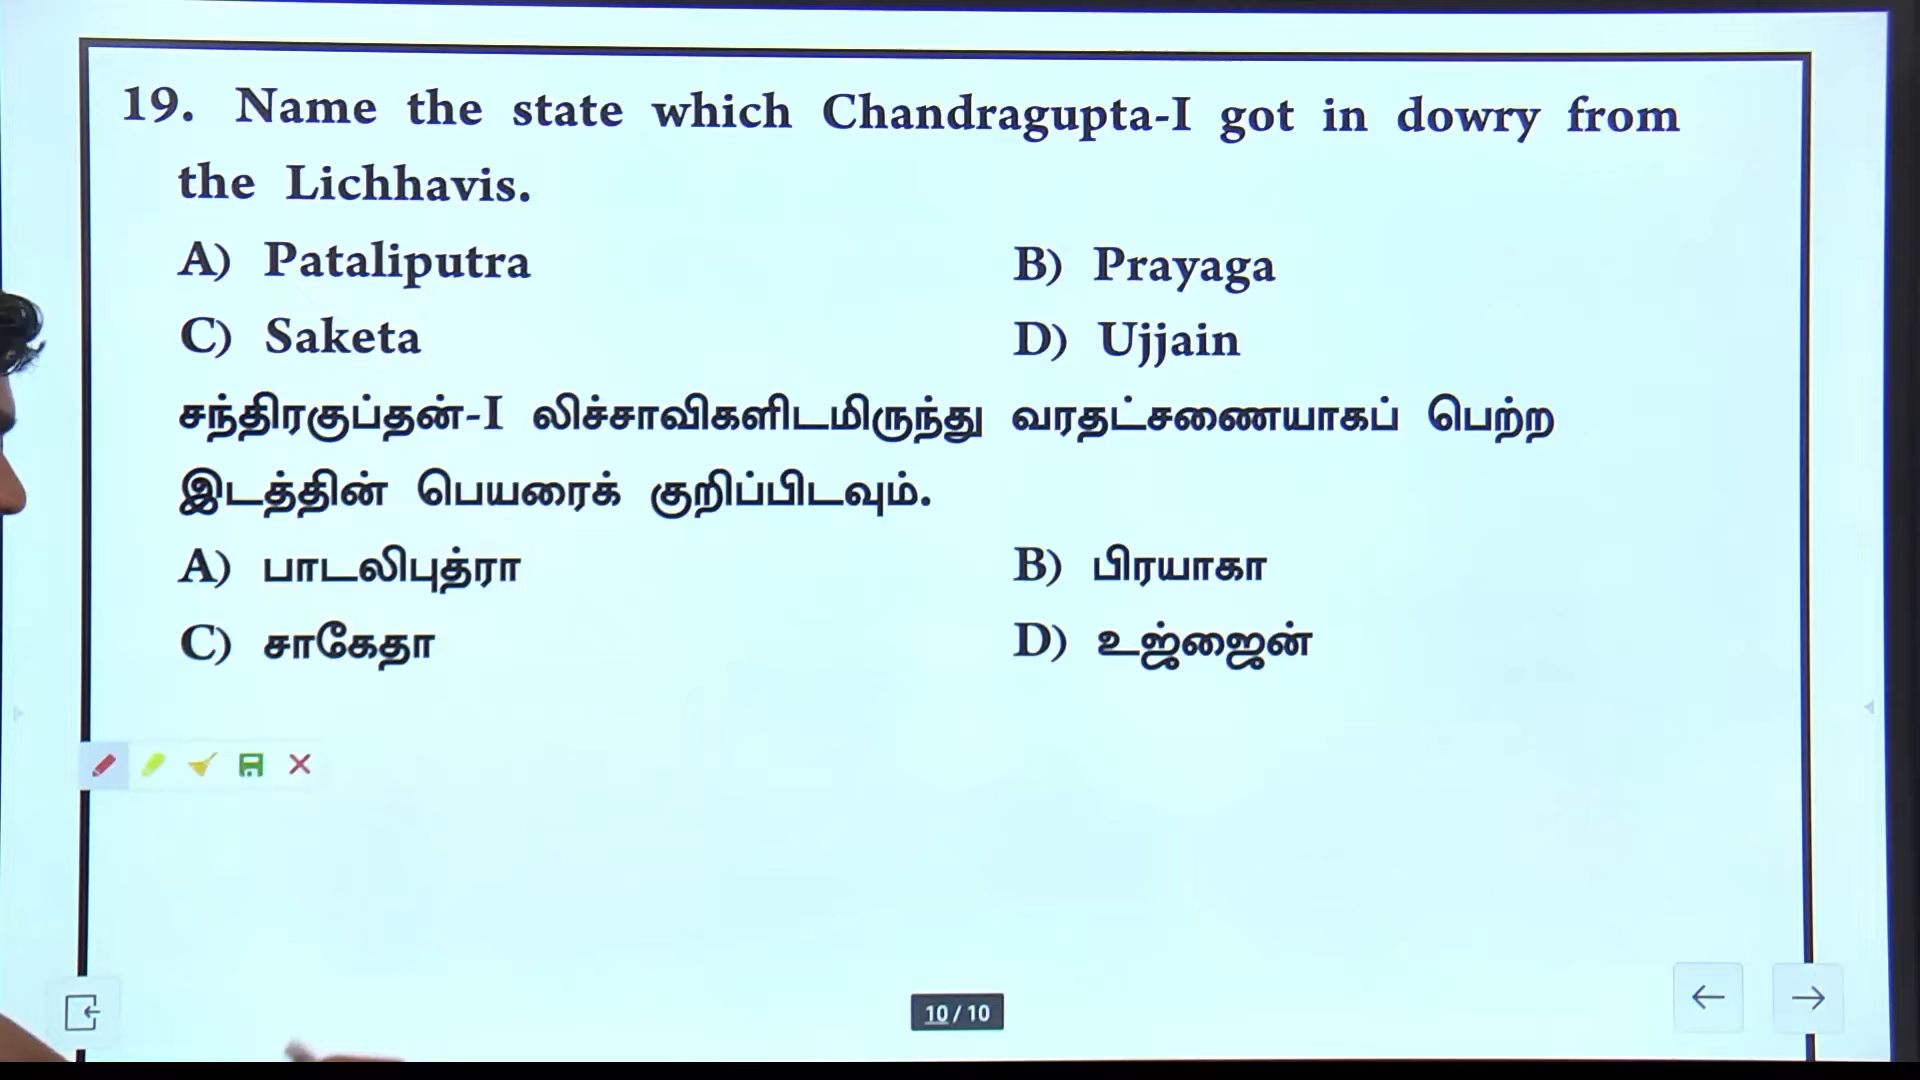 19. Name the state which Chandragupta-I got in dowry from
the Lichhavis.
A) Pataliputra B) Prayaga
C) Saketa D) Ujjain
சந்திரகுப்தன்-I லிச்சாவிகளிடமிருந்து வரதட்சணையாகப் பெற்ற
இடத்தின் பெயரைக் குறிப்பிடவும்.
A) பாடலிபுத்ரா B) பிரயாகா
C) சாகேதா D) உஜ்ஜைன்
10 / 10